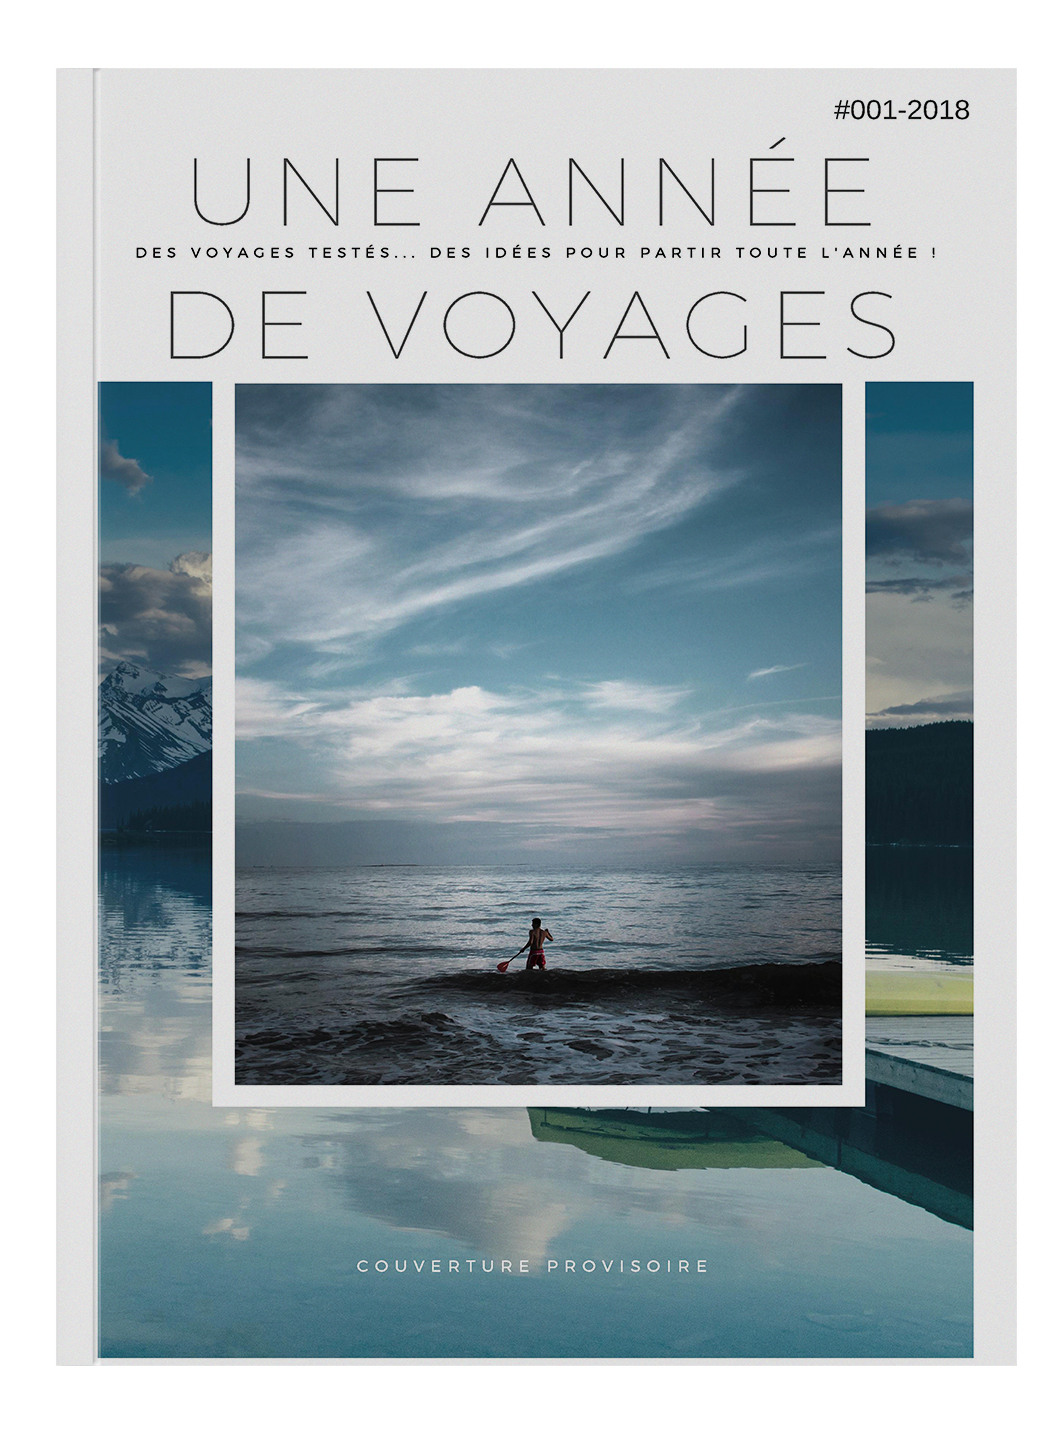 #001-2018
UNE ANNÉE
DES VOYAGES TESTÉS... DES IDÉES POUR PARTIR TOUTE L'ANNÉE !
DE VOYAGES
COUVERTURE PROVISOIRE